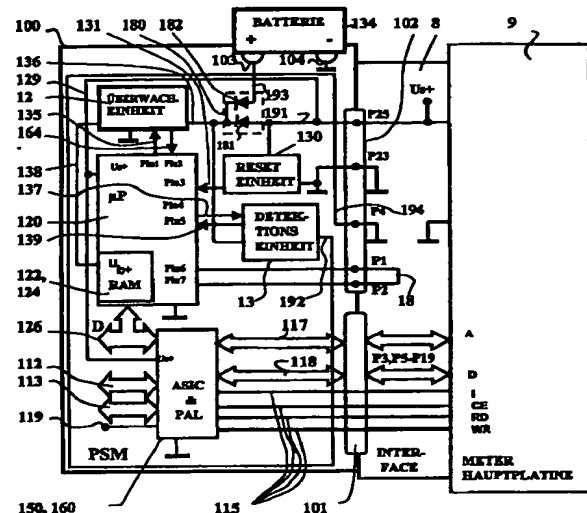 100
131
180 182
BATTERIE
+ -
134 102
8
9
136
103
104
129
12
ÜBERWACH.
EINHEIT
193
Us+
135
164
191
P25
181
138
Us+
Pin1 Pin2
Pin3
RESET
EINHEIT
130
P23
137
µP
Pin4
120
Pin5
DETEK-
TIONS
EINHEIT
P4
194
139
122
124
Ub+
RAM
Pin6
Pin7
13
192
P1
P2
18
126
D
117
A
112
Us+
118
P3,P5-P19
D
113
ASIC
&
PAL
I
CE
RD
WR
119
PSM
INTER-
FACE
METER
HAUPTPLATINE
150, 160
115
101